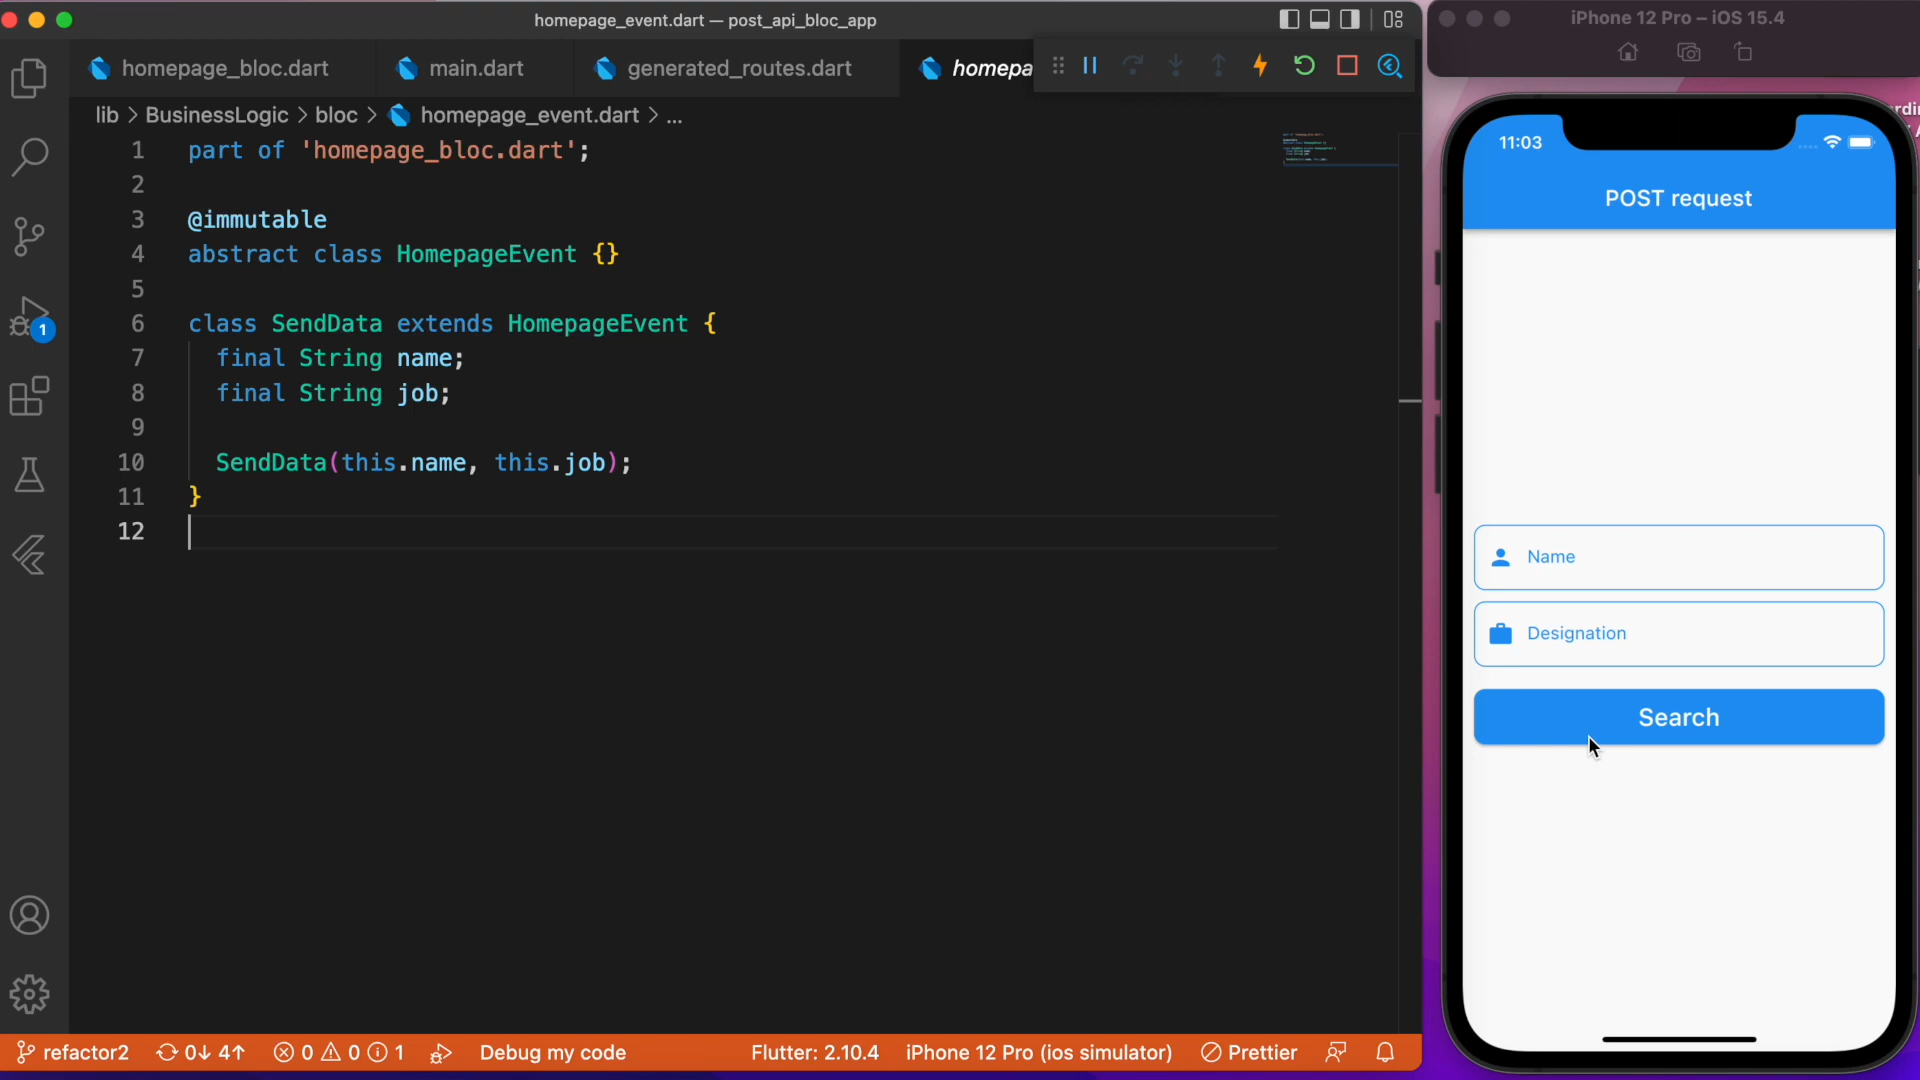 homepage_event.dart — post_api_bloc_app
homepage_bloc.dart
main.dart
generated_routes.dart
homepa
lib > BusinessLogic > bloc > homepage_event.dart > ...
1 part of 'homepage_bloc.dart';
2
3 @immutable
4 abstract class HomepageEvent {}
5
6 class SendData extends HomepageEvent {
7 final String name;
8 final String job;
9
10 SendData(this.name, this.job);
11 }
12
1
refactor2 0↓ 4↑ 0 0 1 Debug my code Flutter: 2.10.4 iPhone 12 Pro (ios simulator) Prettier
iPhone 12 Pro – iOS 15.4
11:03
POST request
Name
Designation
Search